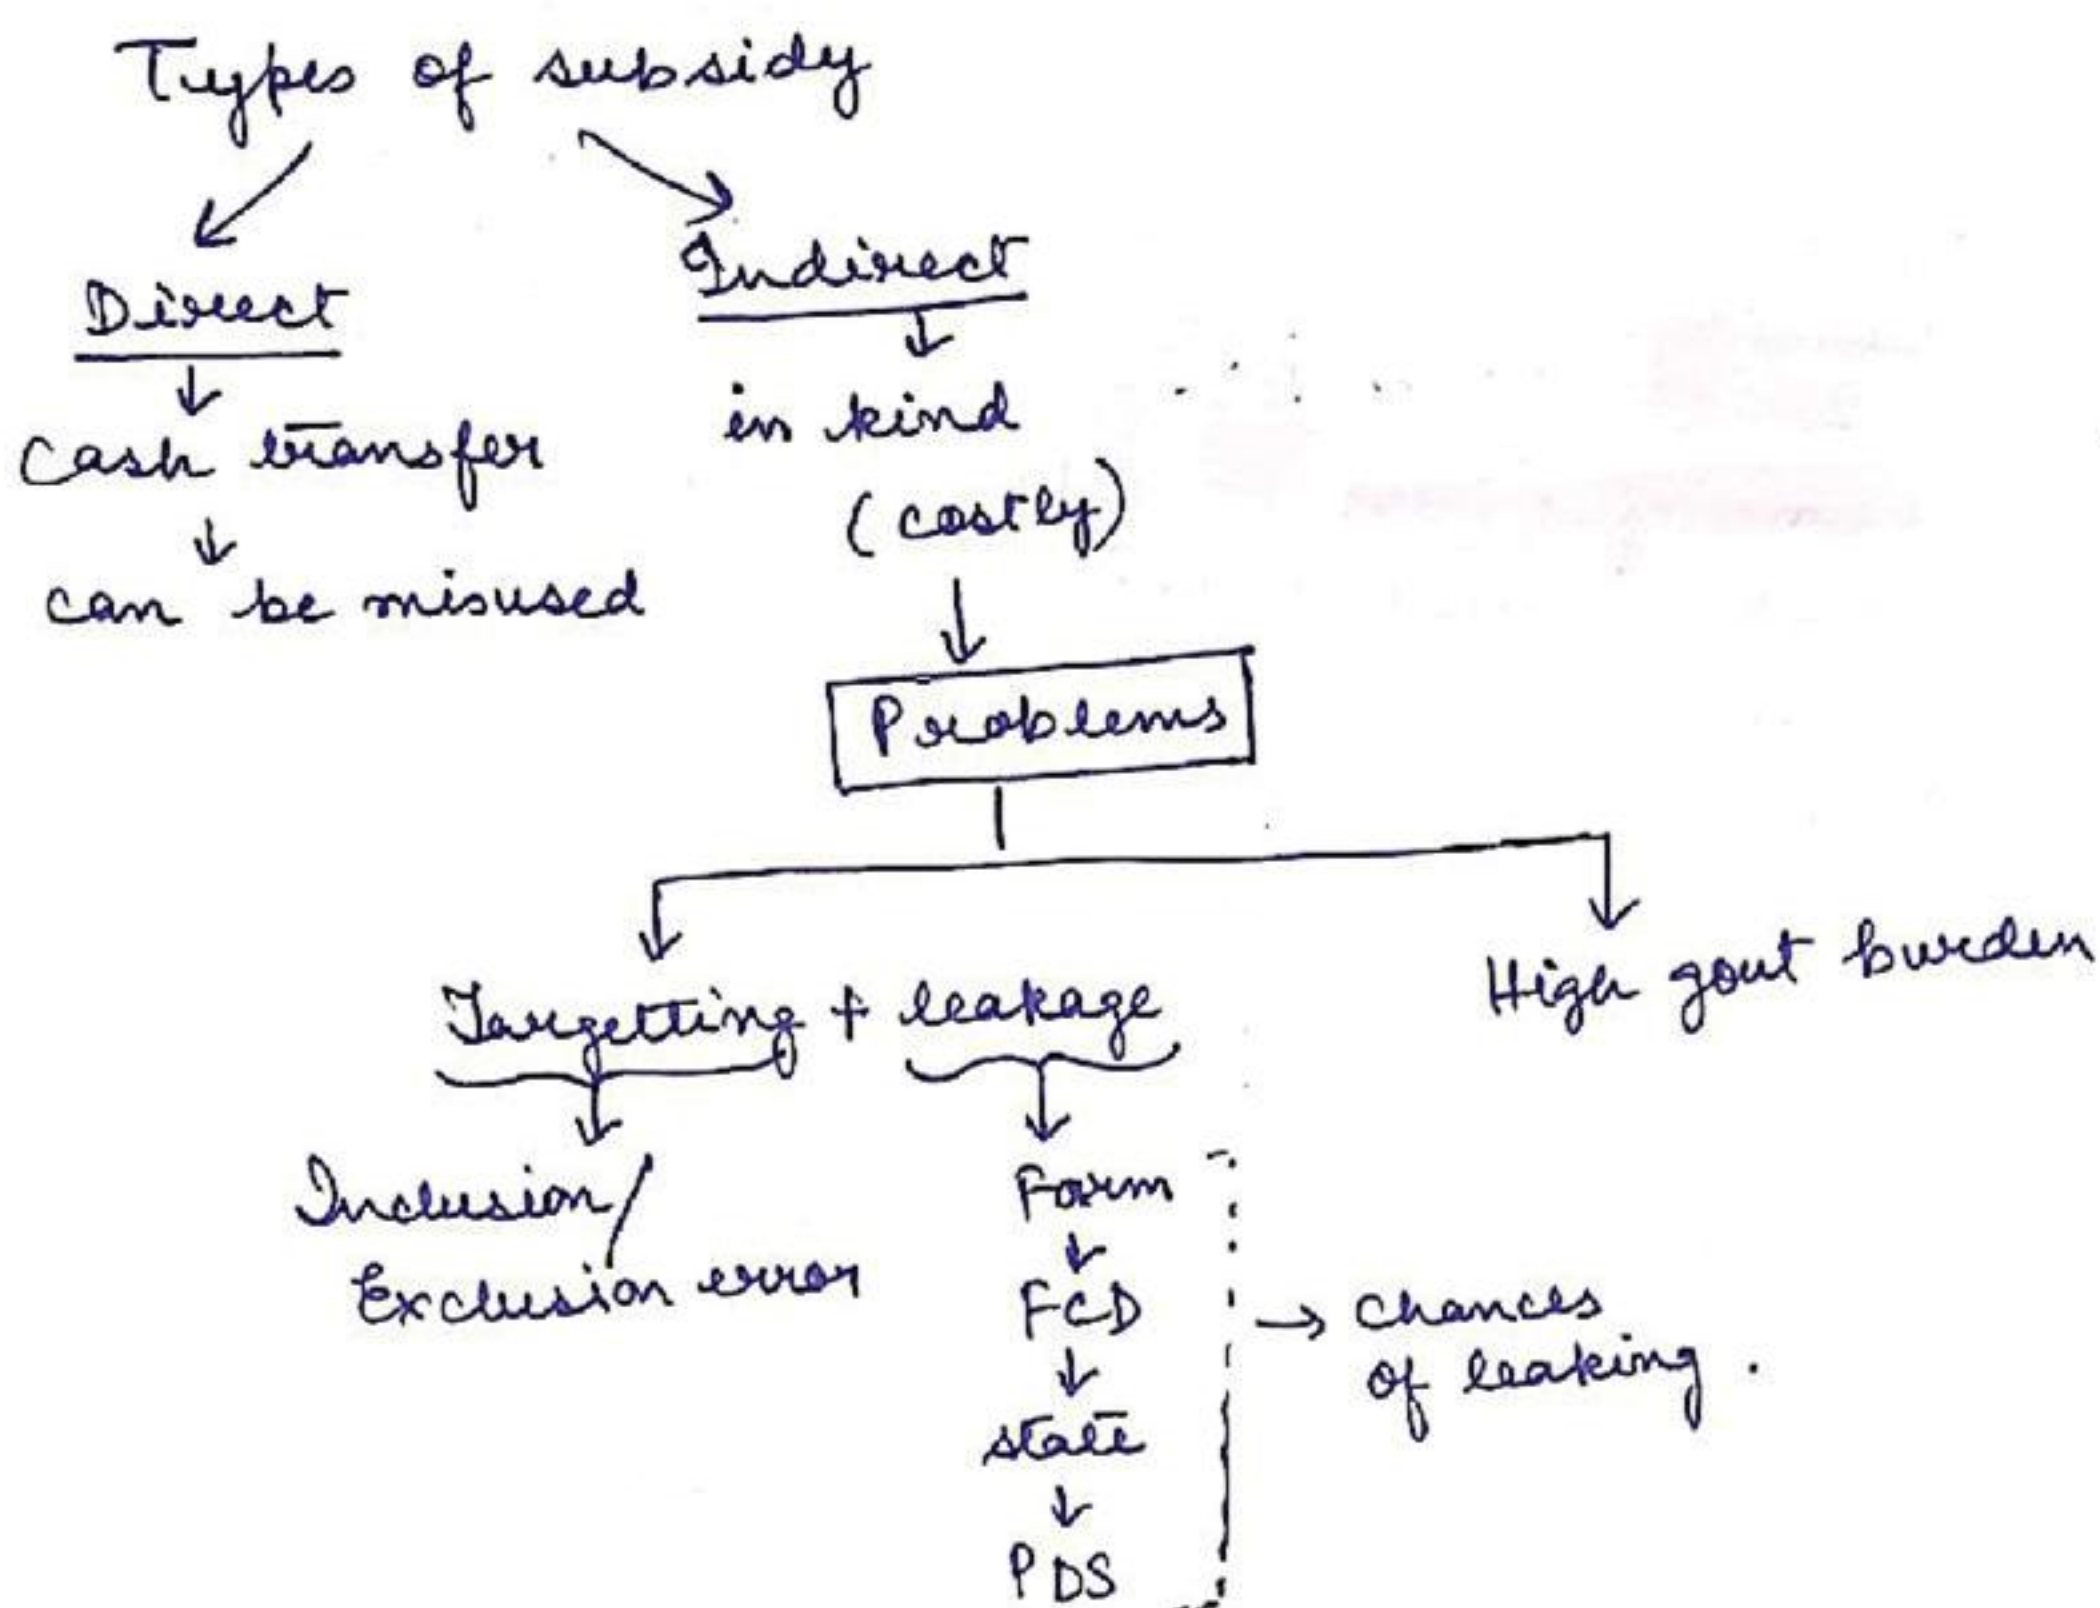 Types of subsidy
Direct
Indirect
Cash transfer
in kind
(costly)
can be misused
Problems
Targetting + leakage
High govt burden
Inclusion/
Exclusion error
Farm
FCD
state
PDS
Chances
of leaking.